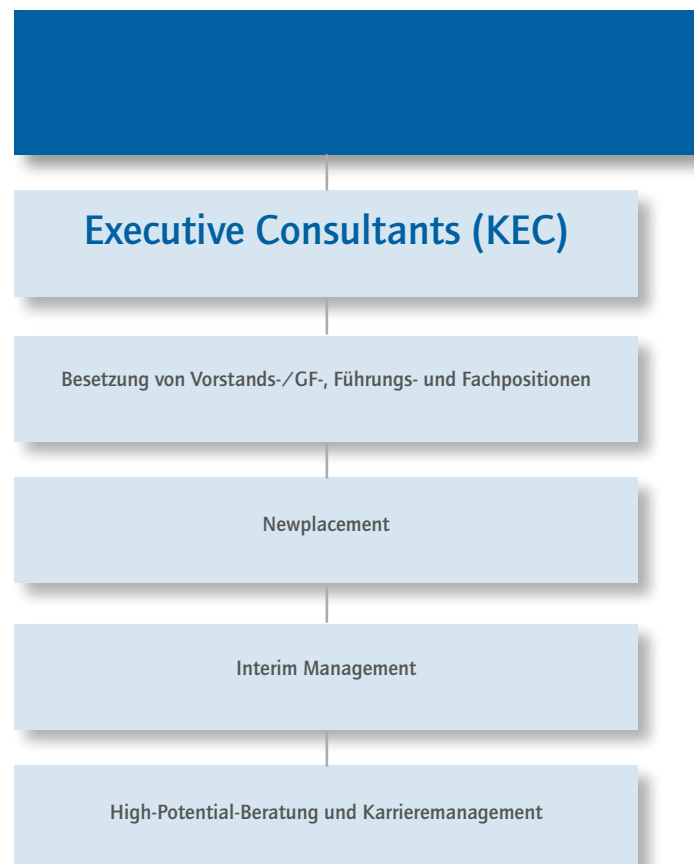 Executive Consultants (KEC)
Besetzung von Vorstands-/GF-, Führungs- und Fachpositionen
Newplacement
Interim Management
High-Potential-Beratung und Karrieremanagement